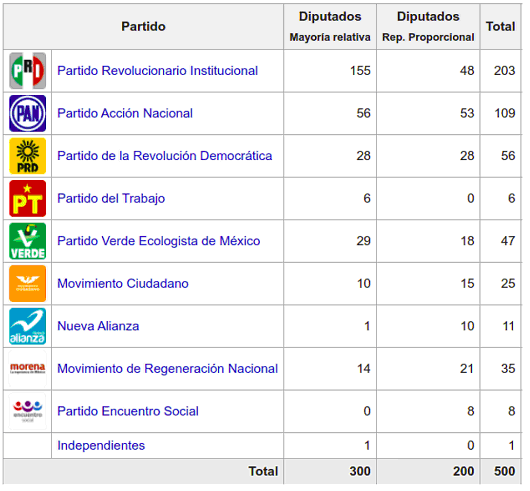 Partido Diputados Mayoría relativa Diputados Rep. Proporcional Total
PRI Partido Revolucionario Institucional 155 48 203
PAN Partido Acción Nacional 56 53 109
PRD Partido de la Revolución Democrática 28 28 56
PT Partido del Trabajo 6 0 6
VERDE Partido Verde Ecologista de México 29 18 47
Movimiento Ciudadano 10 15 25
alianza Nueva Alianza 1 10 11
morena Movimiento de Regeneración Nacional 14 21 35
encuentro Partido Encuentro Social 0 8 8
Independientes 1 0 1
Total 300 200 500